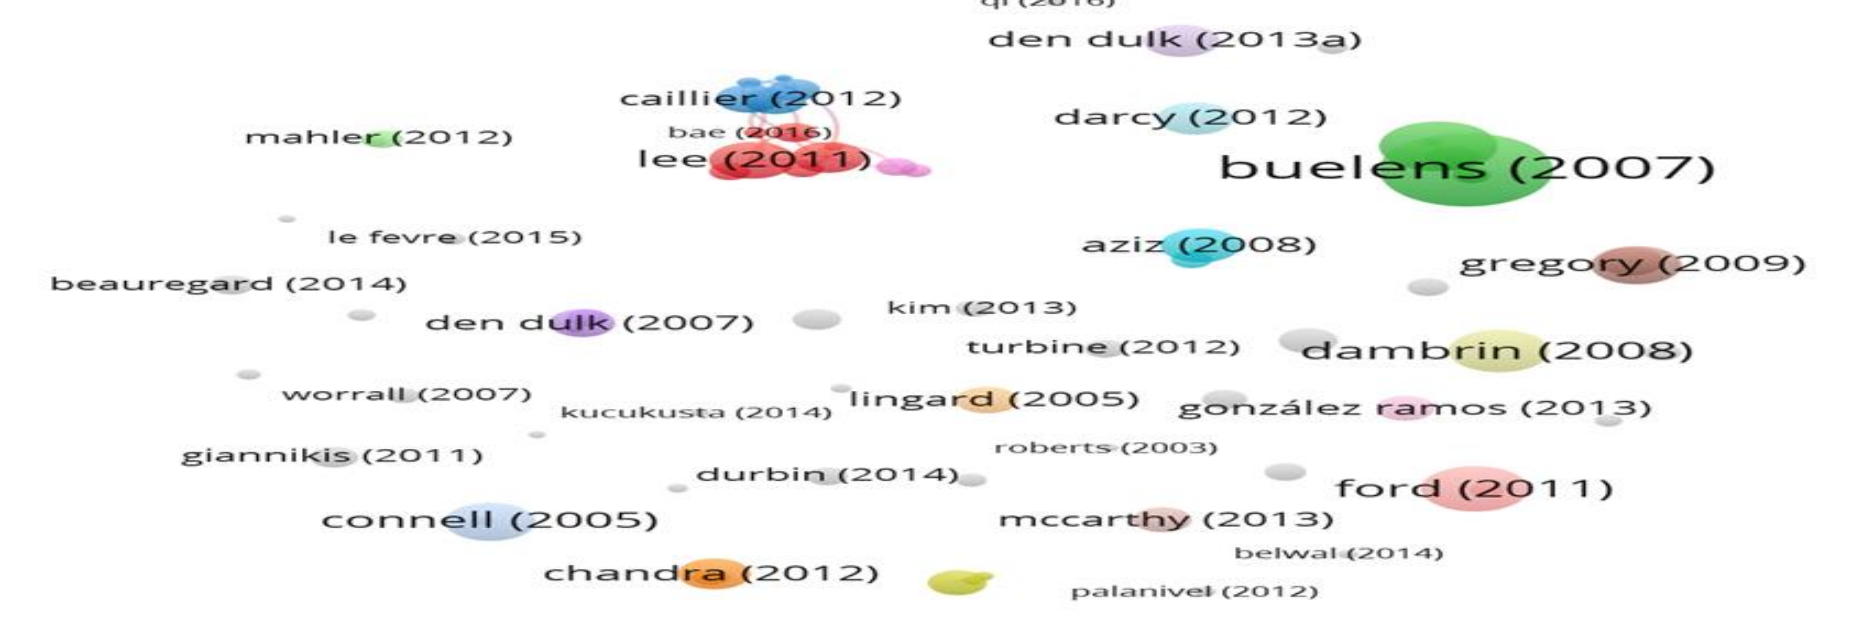 qi (2016)
den dulk (2013a)
caillier (2012)
darcy (2012)
bae (2016)
mahler (2012)
lee (2011)
buelens (2007)
le fevre (2015)
aziz (2008)
gregory (2009)
beauregard (2014)
kim (2013)
den dulk (2007)
turbine (2012)
dambrin (2008)
worrall (2007)
lingard (2005)
kucukusta (2014)
gonzález ramos (2013)
roberts (2003)
giannikis (2011)
durbin (2014)
ford (2011)
connell (2005)
mccarthy (2013)
belwal (2014)
chandra (2012)
palanivel (2012)